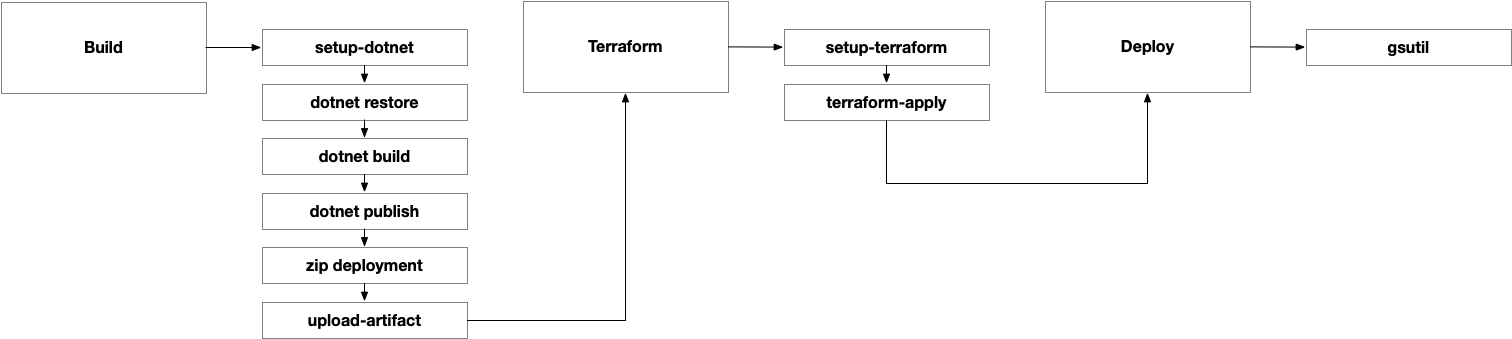 Build
setup-dotnet
dotnet restore
dotnet build
dotnet publish
zip deployment
upload-artifact
Terraform
setup-terraform
terraform-apply
Deploy
gsutil